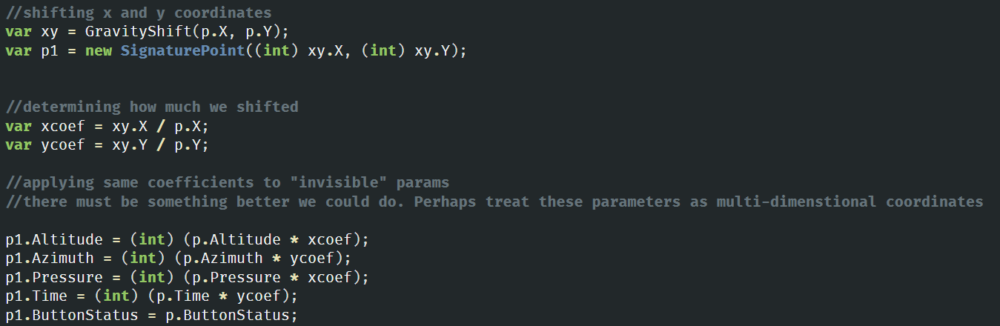 //shifting x and y coordinates
var xy = GravityShift(p.X, p.Y);
var p1 = new SignaturePoint((int) xy.X, (int) xy.Y);
//determining how much we shifted
var xcoef = xy.X / p.X;
var ycoef = xy.Y / p.Y;
//applying same coefficients to "invisible" params
//there must be something better we could do. Perhaps treat these parameters as multi-dimenstional coordinates
p1.Altitude = (int) (p.Altitude * xcoef);
p1.Azimuth = (int) (p.Azimuth * ycoef);
p1.Pressure = (int) (p.Pressure * xcoef);
p1.Time = (int) (p.Time * ycoef);
p1.ButtonStatus = p.ButtonStatus;